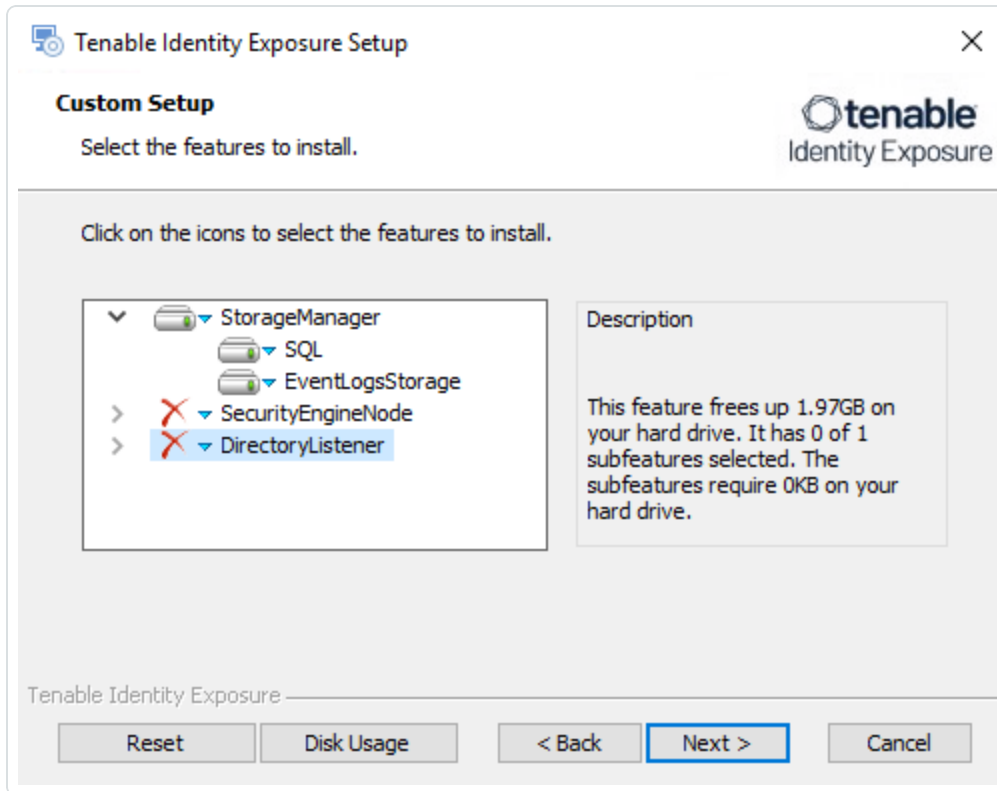 Tenable Identity Exposure Setup
Custom Setup
Select the features to install.
tenable
Identity Exposure
Click on the icons to select the features to install.
StorageManager
SQL
EventLogsStorage
SecurityEngineNode
DirectoryListener
Description
This feature frees up 1.97GB on
your hard drive. It has 0 of 1
subfeatures selected. The
subfeatures require 0KB on your
hard drive.
Tenable Identity Exposure
Reset
Disk Usage
< Back
Next >
Cancel